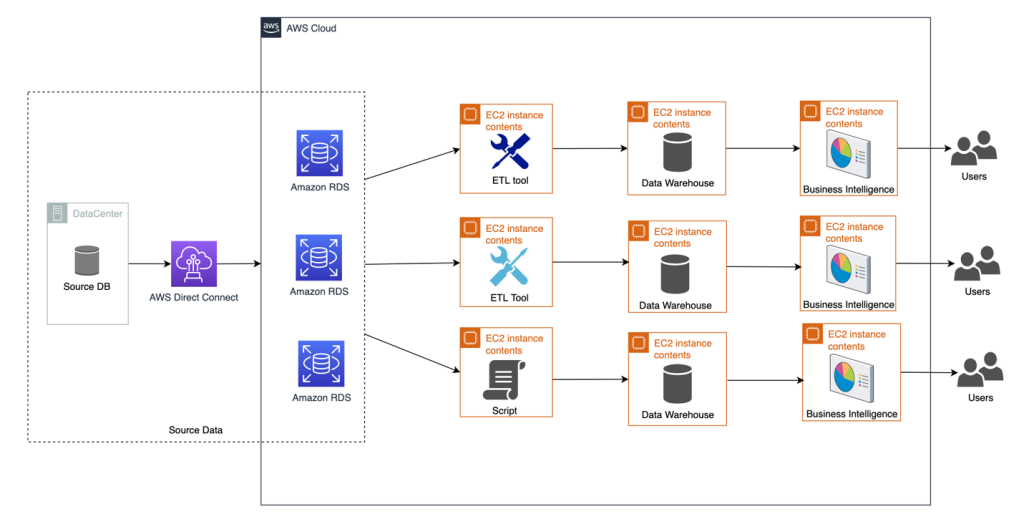 aws
AWS Cloud
EC2 instance
contents
ETL tool
EC2 instance
contents
Data Warehouse
EC2 instance
contents
Business Intelligence
Users
Amazon RDS
DataCenter
Source DB
AWS Direct Connect
Amazon RDS
EC2 instance
contents
ETL Tool
EC2 instance
contents
Data Warehouse
EC2 instance
contents
Business Intelligence
Users
Amazon RDS
EC2 instance
contents
Script
EC2 instance
contents
Data Warehouse
EC2 instance
contents
Business Intelligence
Users
Source Data